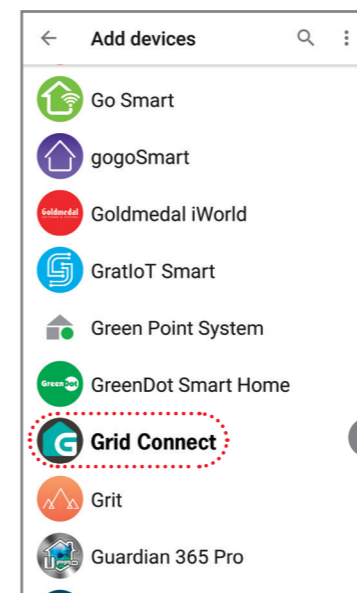 Add devices
Go Smart
gogoSmart
Goldmedal
Goldmedal iWorld
GratIoT Smart
Green Point System
GreenDot
GreenDot Smart Home
G
Grid Connect
Grit
UPRO
Guardian 365 Pro